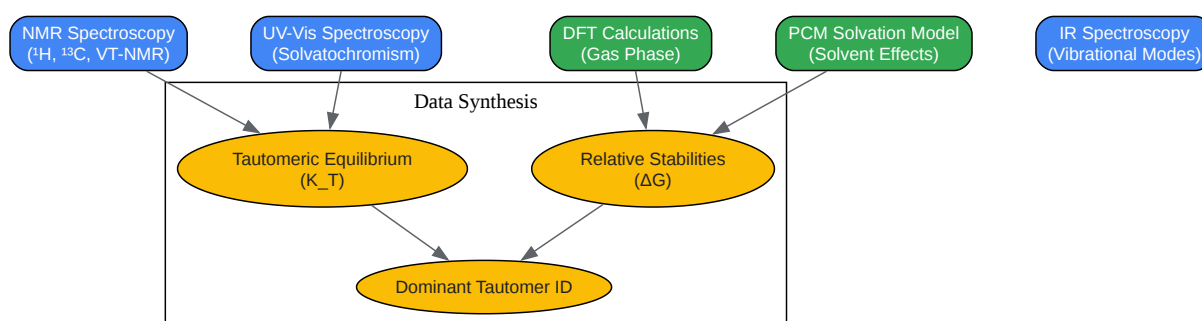 NMR Spectroscopy
(¹H, ¹³C, VT-NMR)
UV-Vis Spectroscopy
(Solvatochromism)
DFT Calculations
(Gas Phase)
PCM Solvation Model
(Solvent Effects)
IR Spectroscopy
(Vibrational Modes)
Data Synthesis
Tautomeric Equilibrium
(K_T)
Relative Stabilities
(ΔG)
Dominant Tautomer ID